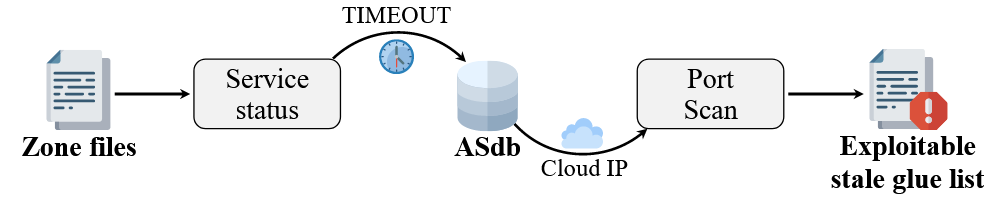 TIMEOUT
Service
status
Port
Scan
Zone files
ASdb
Cloud IP
Exploitable
stale glue list